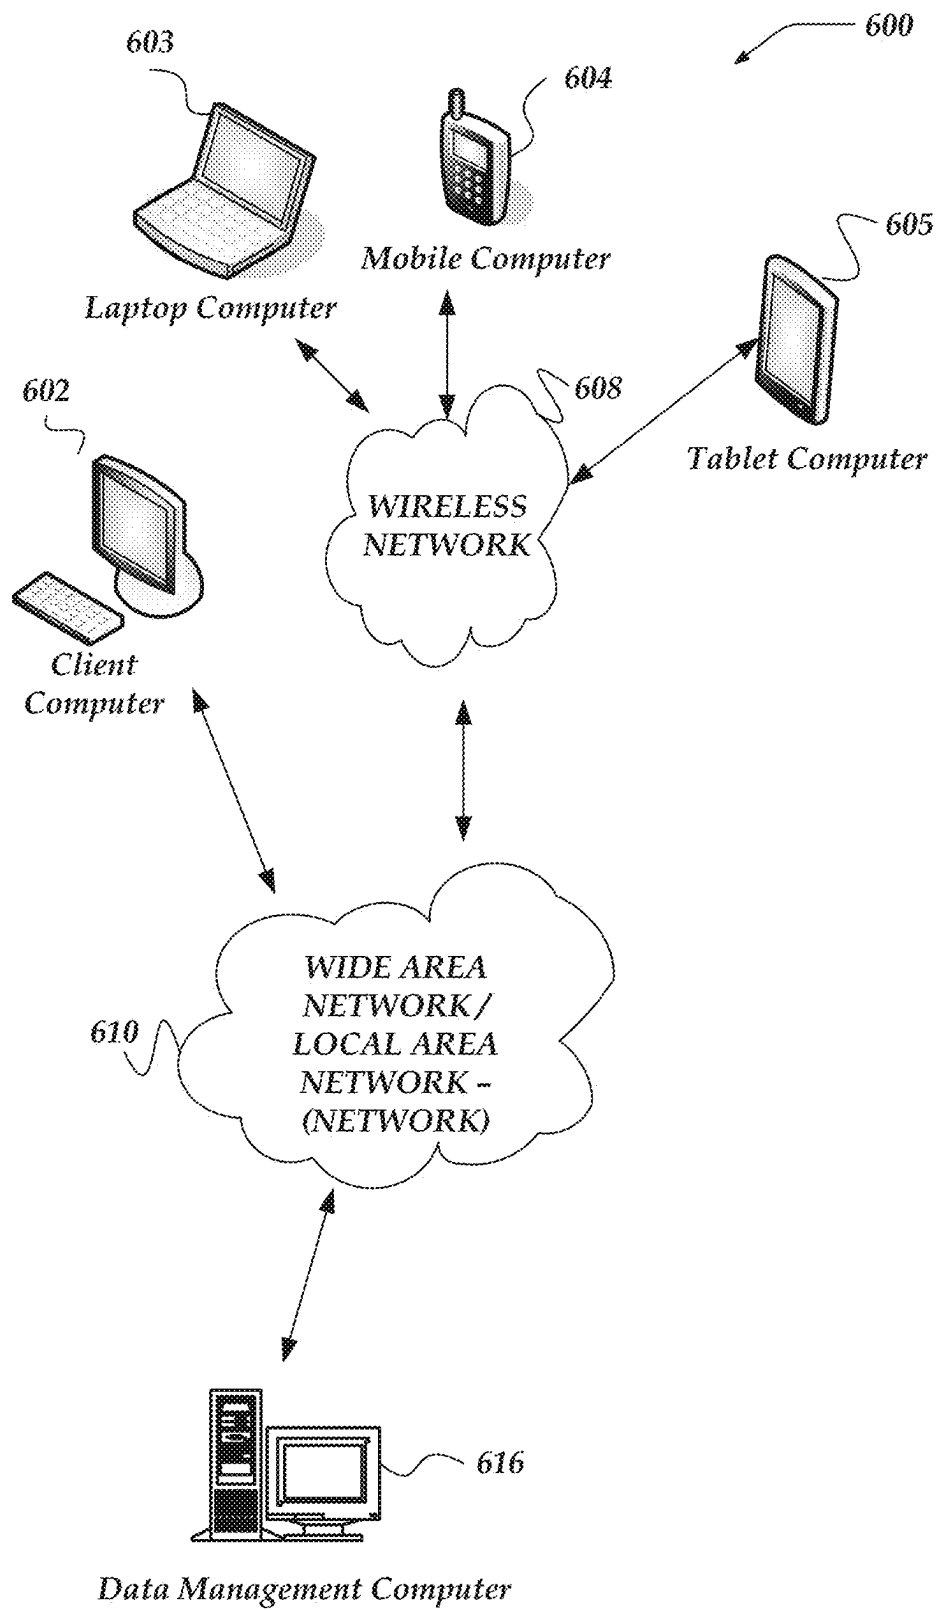 600
603
604
605
Mobile Computer
Laptop Computer
602
608
Tablet Computer
WIRELESS
NETWORK
Client
Computer
WIDE AREA
NETWORK /
LOCAL AREA
NETWORK –
(NETWORK)
610
616
Data Management Computer